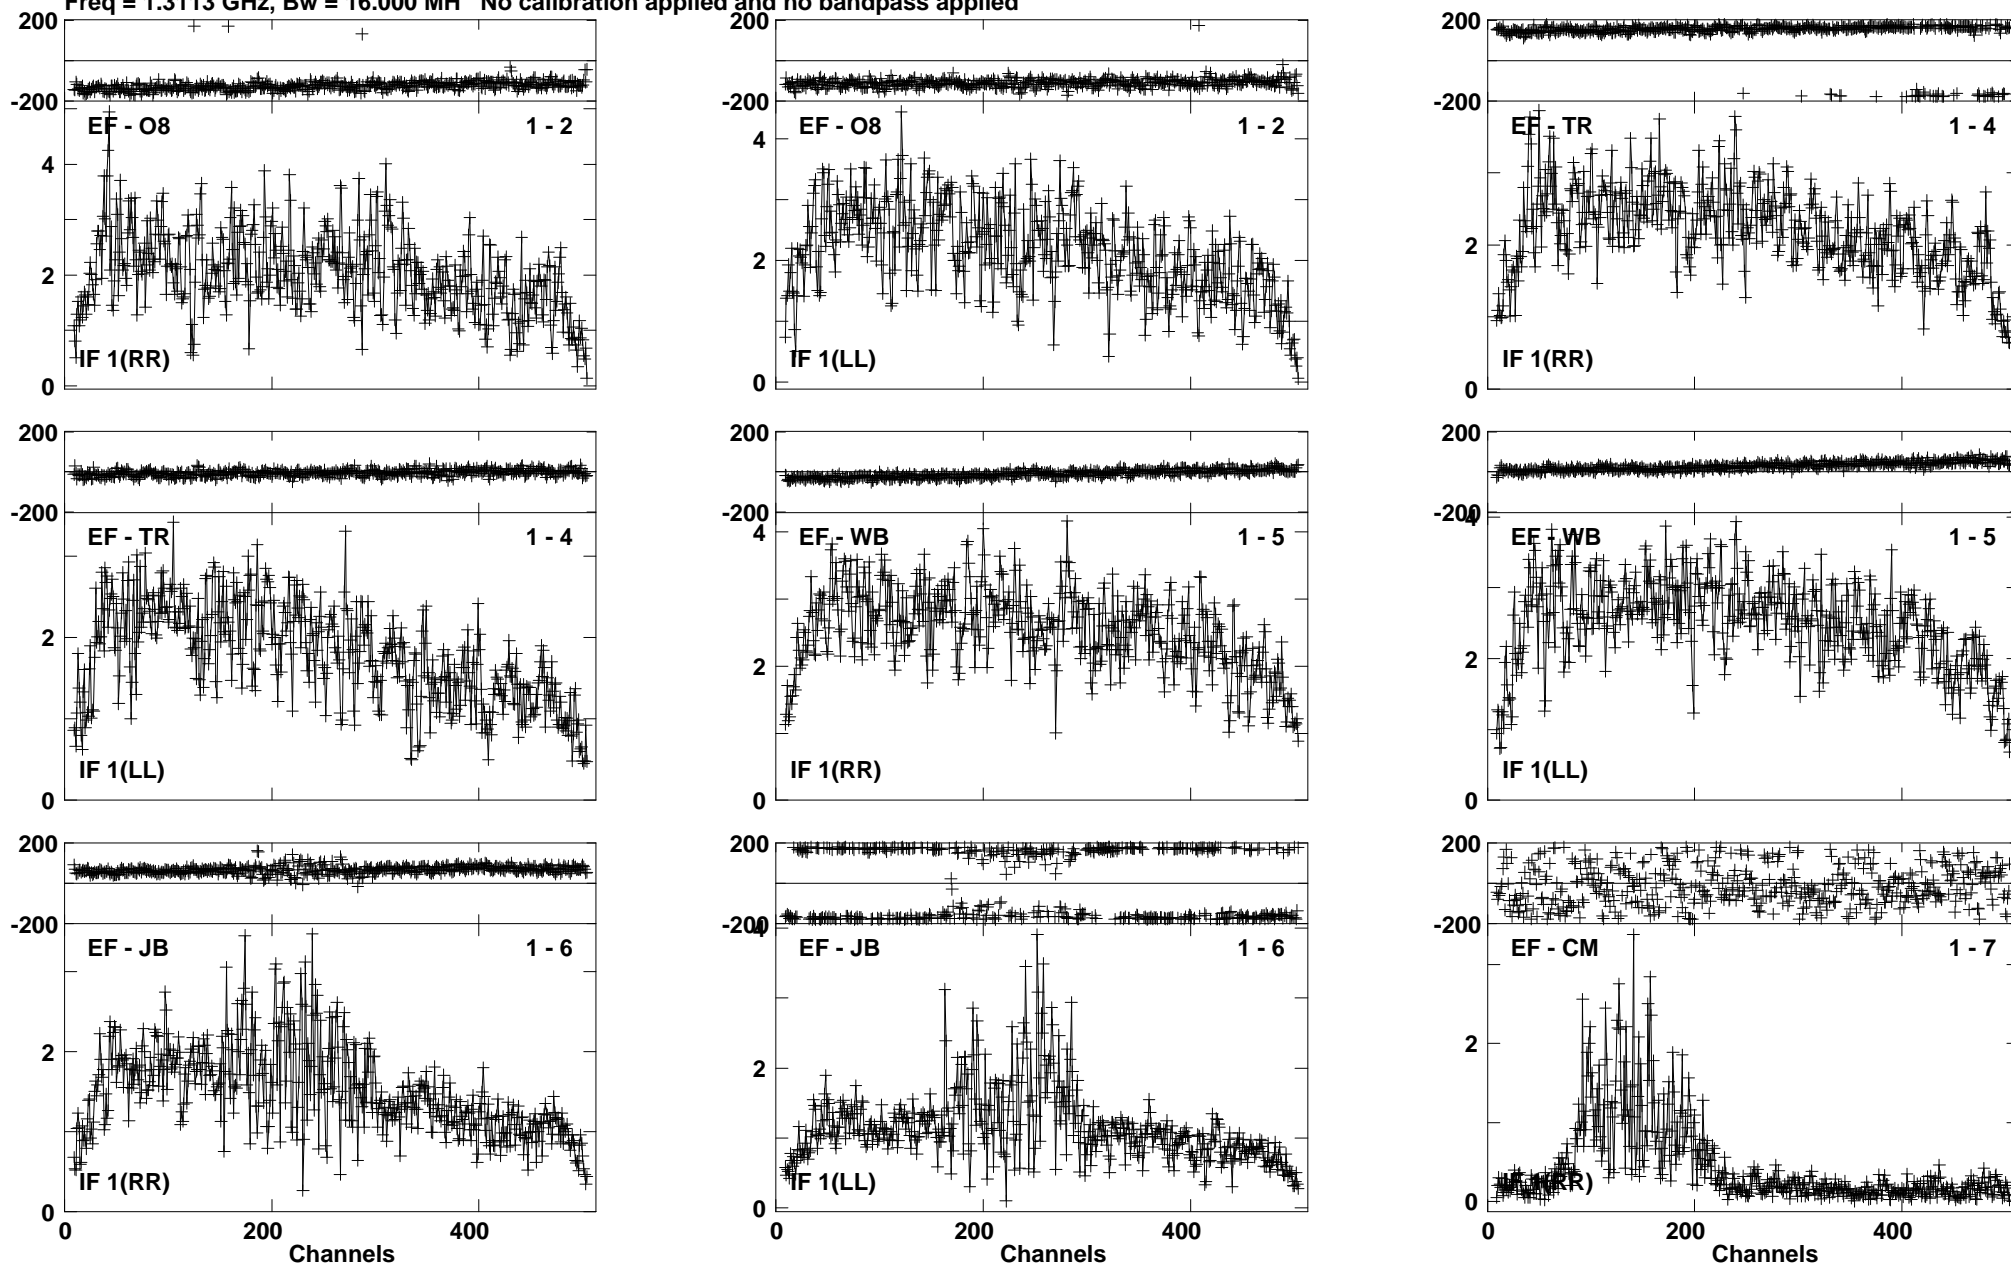 Freq = 1.3113 GHz, Bw = 16.000 MH No calibration applied and no bandpass applied
200
-200
EF - O8 1 - 2
4
2
0
IF 1(RR)
200
-200
EF - O8 1 - 2
4
2
0
IF 1(LL)
200
-200
EF - TR 1 - 4
2
0
IF 1(RR)
200
-200
EF - TR 1 - 4
2
0
IF 1(LL)
200
-200
EF - WB 1 - 5
4
2
0
IF 1(RR)
200
-200
4
EF - WB 1 - 5
2
0
IF 1(LL)
200
-200
EF - JB 1 - 6
2
0
IF 1(RR)
0 200 400
Channels
200
-200
4
EF - JB 1 - 6
2
0
IF 1(LL)
0 200 400
Channels
200
-200
EF - CM 1 - 7
2
0
IF 1(RR)
0 200 400
Channels